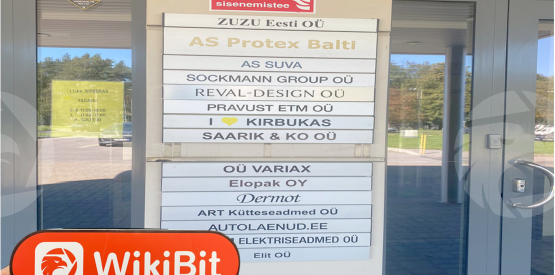 sisenemistee
ZUZU Eesti OÜ
AS Protex Balti
AS SUVA
SOCKMANN GROUP OÜ
REVAL-DESIGN OÜ
PRAVUST ETM OÜ
I 💛 KIRBUKAS
SAARIK & KO OÜ
OÜ VARIAX
Elopak OY
Dermot
ART Kütteseadmed OÜ
AUTOLAENUD.EE
ELEKTRISEADMED OÜ
Elit OÜ
WikiBit